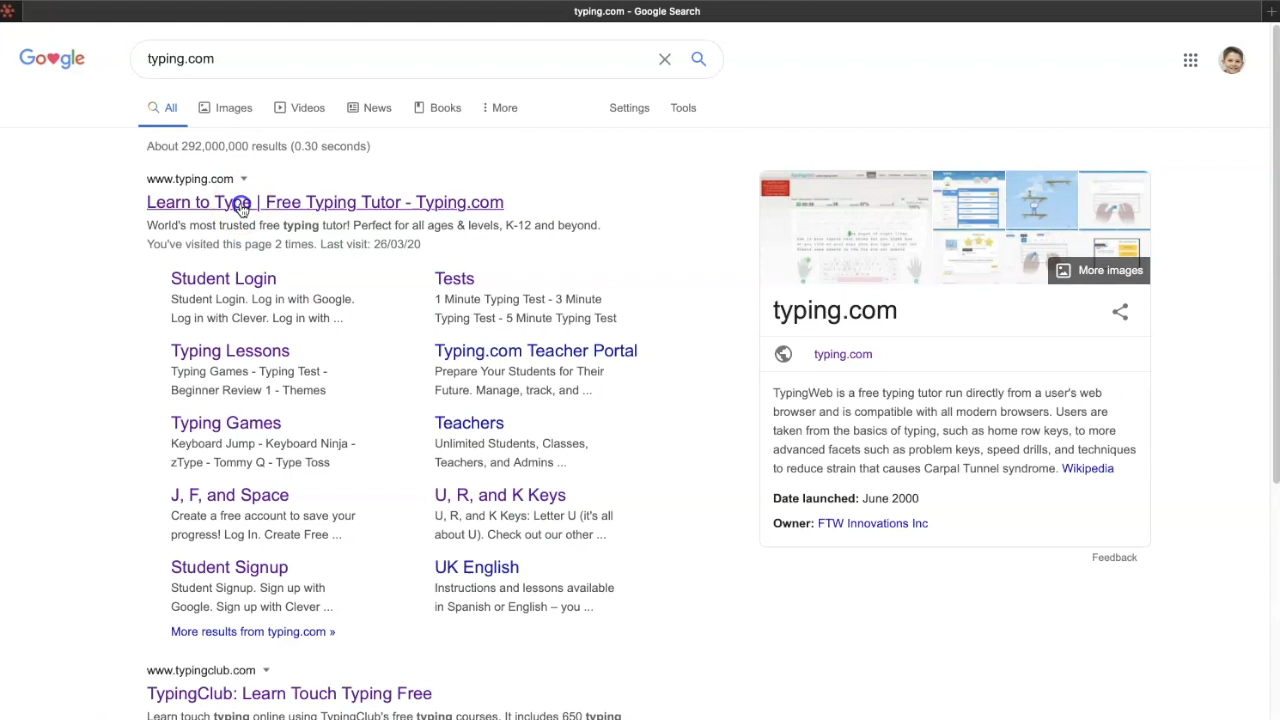 typing.com - Google Search
Google
typing.com
All Images Videos News Books More Settings Tools
About 292,000,000 results (0.30 seconds)
www.typing.com
Learn to Type | Free Typing Tutor - Typing.com
World's most trusted free typing tutor! Perfect for all ages & levels, K-12 and beyond.
You've visited this page 2 times. Last visit: 26/03/20
Student Login
Student Login. Log in with Google.
Log in with Clever. Log in with ...
Tests
1 Minute Typing Test - 3 Minute
Typing Test - 5 Minute Typing Test
Typing Lessons
Typing Games - Typing Test -
Beginner Review 1 - Themes
Typing.com Teacher Portal
Prepare Your Students for Their
Future. Manage, track, and ...
Typing Games
Keyboard Jump - Keyboard Ninja -
zType - Tommy Q - Type Toss
Teachers
Unlimited Students, Classes,
Teachers, and Admins ...
J, F, and Space
Create a free account to save your
progress! Log In. Create Free ...
U, R, and K Keys
U, R, and K Keys: Letter U (it's all
about U). Check out our other ...
Student Signup
Student Signup. Sign up with
Google. Sign up with Clever ...
UK English
Instructions and lessons available
in Spanish or English – you ...
More results from typing.com »
www.typingclub.com
TypingClub: Learn Touch Typing Free
Learn touch typing online using TypingClub's free typing courses. It includes 650 typing
More images
typing.com
typing.com
TypingWeb is a free typing tutor run directly from a user's web
browser and is compatible with all modern browsers. Users are
taken from the basics of typing, such as home row keys, to more
advanced facets such as problem keys, speed drills, and techniques
to reduce strain that causes Carpal Tunnel syndrome. Wikipedia
Date launched: June 2000
Owner: FTW Innovations Inc
Feedback